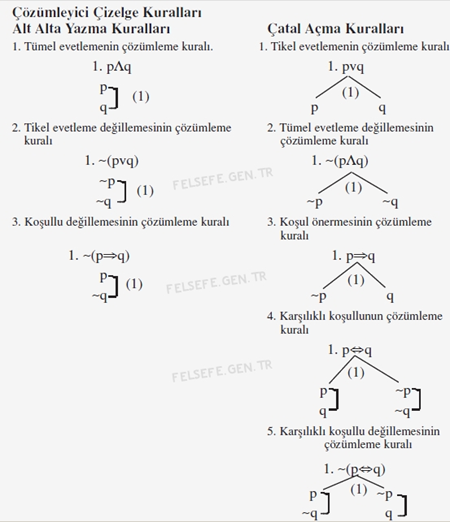 Çözümleyici Çizelge Kuralları
Alt Alta Yazma Kuralları
1. Tümel evetlemenin çözümleme kuralı.
1. pΛq
p
q
(1)
2. Tikel evetleme değillemesinin çözümleme
kuralı
1. ~(pvq)
~p
~q
(1)
3. Koşullu değillemesinin çözümleme kuralı
1. ~(p⇒q)
p
~q
(1)
Çatal Açma Kuralları
1. Tikel evetlemenin çözümleme kuralı
1. pvq
(1)
p q
2. Tümel evetleme değillemesinin
çözümleme kuralı
1. ~(pΛq)
(1)
~p ~q
3. Koşul önermesinin çözümleme
kuralı
1. p⇒q
(1)
~p q
4. Karşılıklı koşullunun çözümleme
kuralı
1. p⇔q
(1)
p ~p
q ~q
5. Karşılıklı koşullu değillemesinin
çözümleme kuralı
1. ~(p⇔q)
(1)
p ~p
~q q
FELSEFE.GEN.TR
FELSEFE.GEN.TR
FELSEFE.GEN.TR